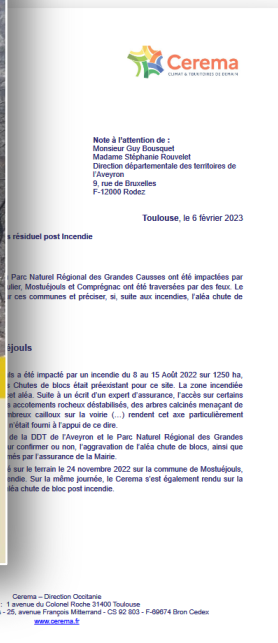 Cerema
CLIMAT & TERRITOIRES DE DEMAIN
Note à l'attention de :
Monsieur Guy Bousquet
Madame Stéphanie Rouvelet
Direction départementale des territoires de
l'Aveyron
9, rue de Bruxelles
F-12000 Rodez
Toulouse, le 6 février 2023
résiduel post Incendie
Parc Naturel Régional des Grandes Causses ont été impactées par
ulier, Mostuéjouls et Comprégnac ont été traversées par des feux. Le
ces communes et préciser, si, suite aux incendies, l'aléa chute de
éjouls
a été impacté par un incendie du 8 au 15 Août 2022 sur 1250 ha,
Chutes de blocs était préexistant pour ce site. La zone incendiée
cet aléa. Suite à un écrit d'un expert d'assurance, l'accès sur certains
accotements rocheux déstabilisés, des arbres calcinés menaçant de
mbreux cailloux sur la voirie (…) rendent cet axe particulièrement
n'était fourni à l'appui de ce dire.
de la DDT de l'Aveyron et le Parc Naturel Régional des Grandes
ur confirmer ou non, l'aggravation de l'aléa chute de blocs, ainsi que
més par l'assurance de la Mairie.
sur le terrain le 24 novembre 2022 sur la commune de Mostuéjouls,
endie. Sur la même journée, le Cerema s'est également rendu sur la
aléa chute de bloc post incendie.
Cerema – Direction Occitanie
: 1 avenue du Colonel Roche 31400 Toulouse
- 25, avenue François Mitterrand - CS 92 803 - F-69674 Bron Cedex
www.cerema.fr